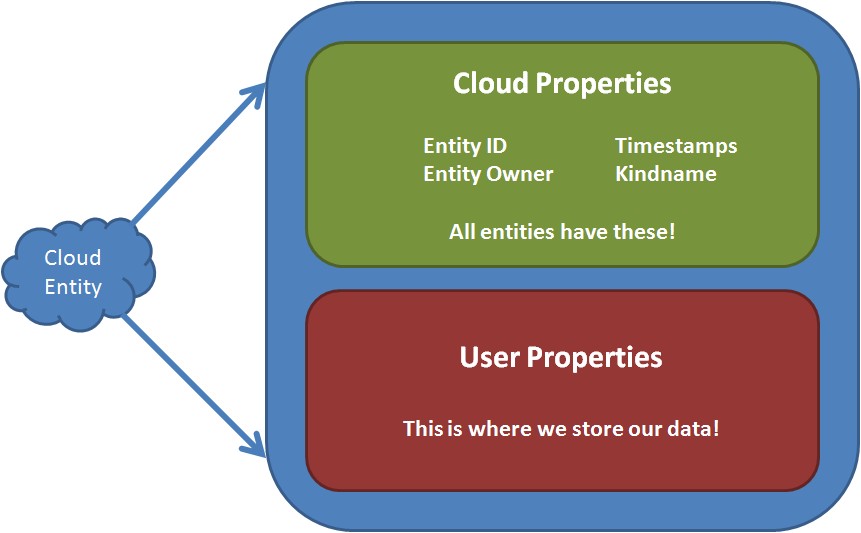 Cloud
Entity
Cloud Properties
Entity ID
Timestamps
Entity Owner
Kindname
All entities have these!
User Properties
This is where we store our data!